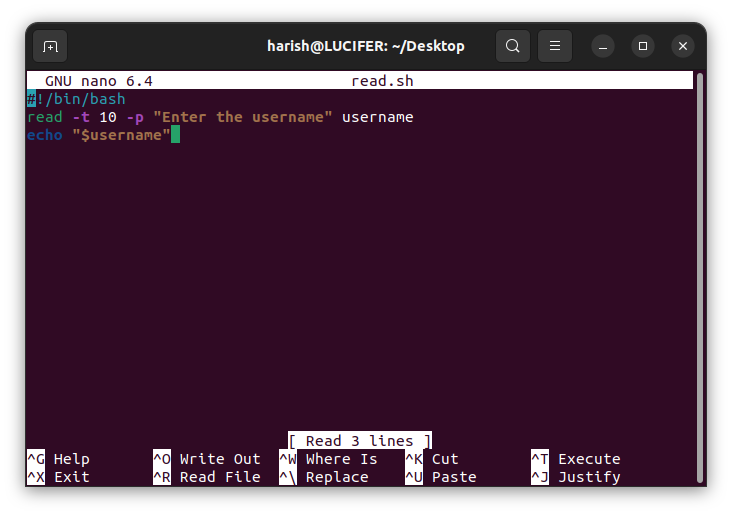 harish@LUCIFER: ~/Desktop
GNU nano 6.4 read.sh
#!/bin/bash
read -t 10 -p "Enter the username" username
echo "$username"
[ Read 3 lines ]
^G Help ^O Write Out ^W Where Is ^K Cut ^T Execute
^X Exit ^R Read File ^\ Replace ^U Paste ^J Justify